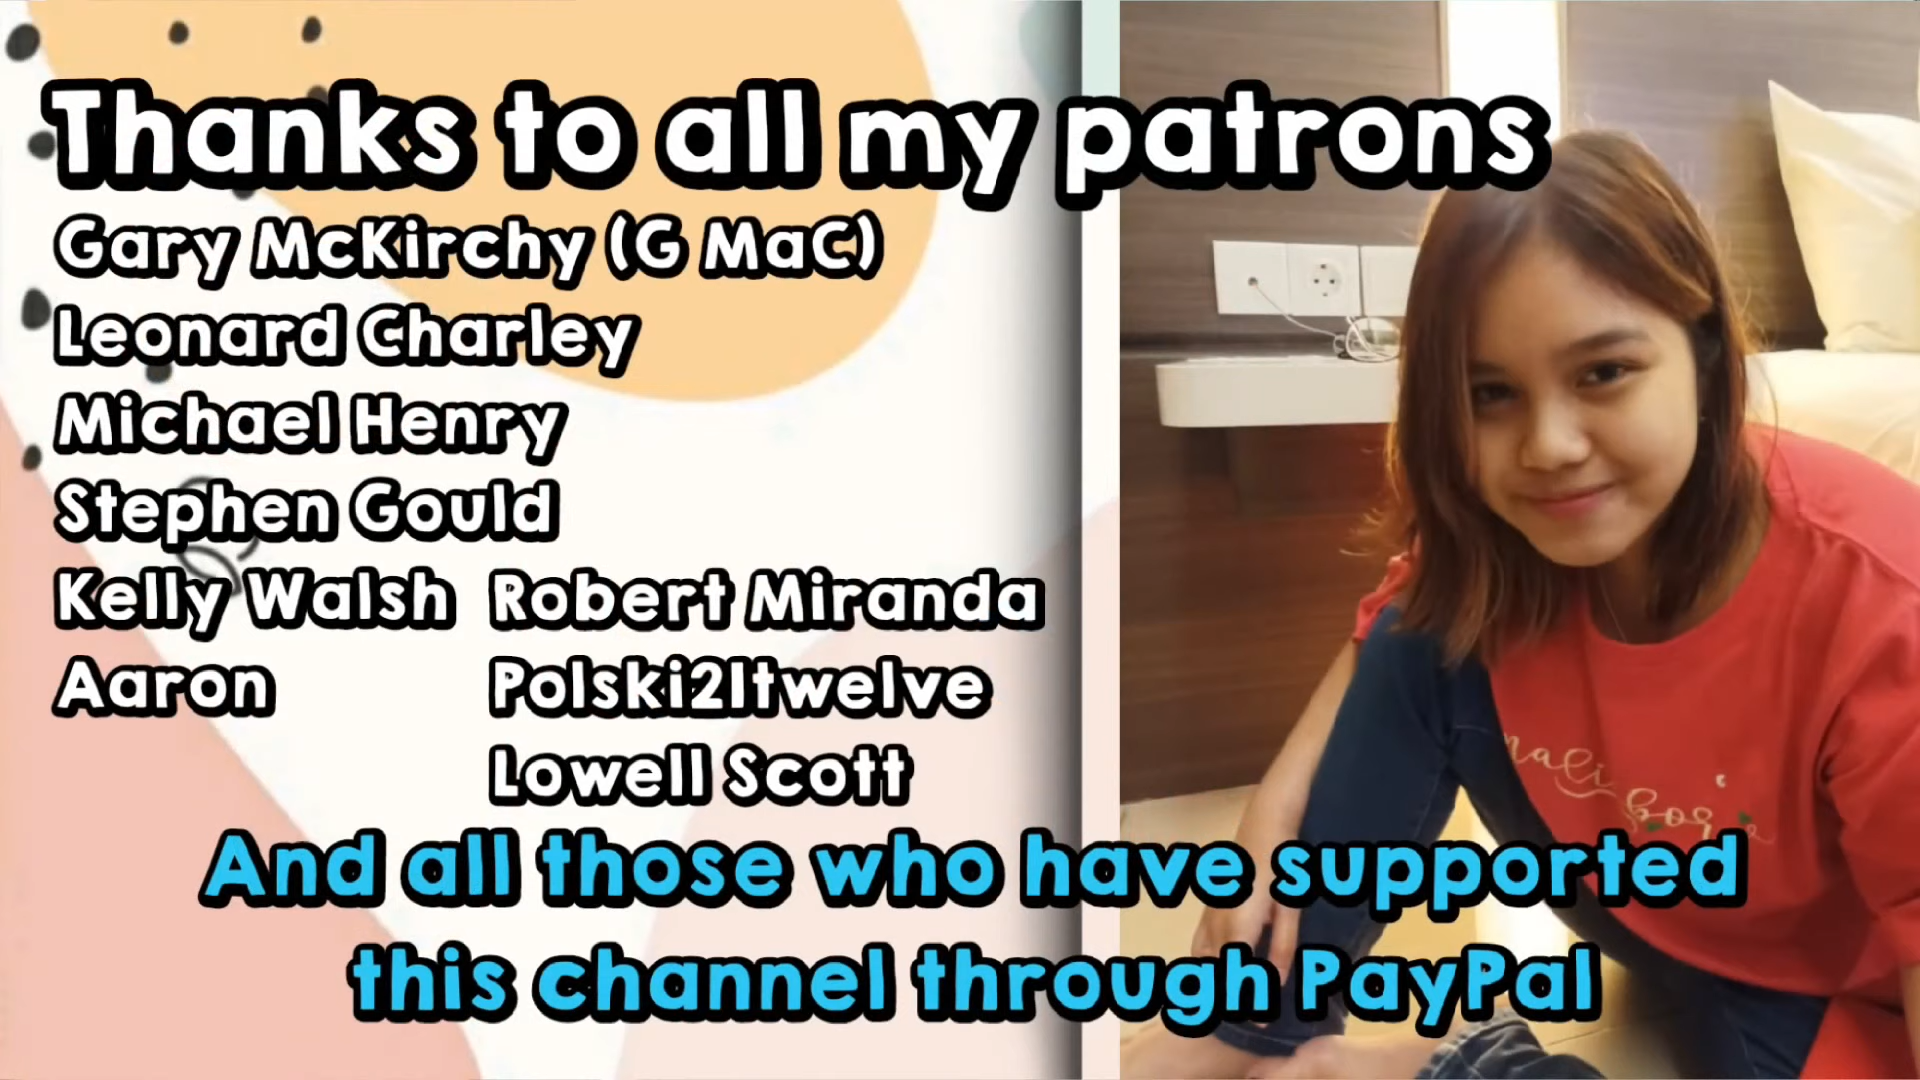 Thanks to all my patrons
Gary McKirchy (G MaC)
Leonard Charley
Michael Henry
Stephen Gould
Kelly Walsh
Aaron
Robert Miranda
Polski21twelve
Lowell Scott
And all those who have supported
this channel through PayPal